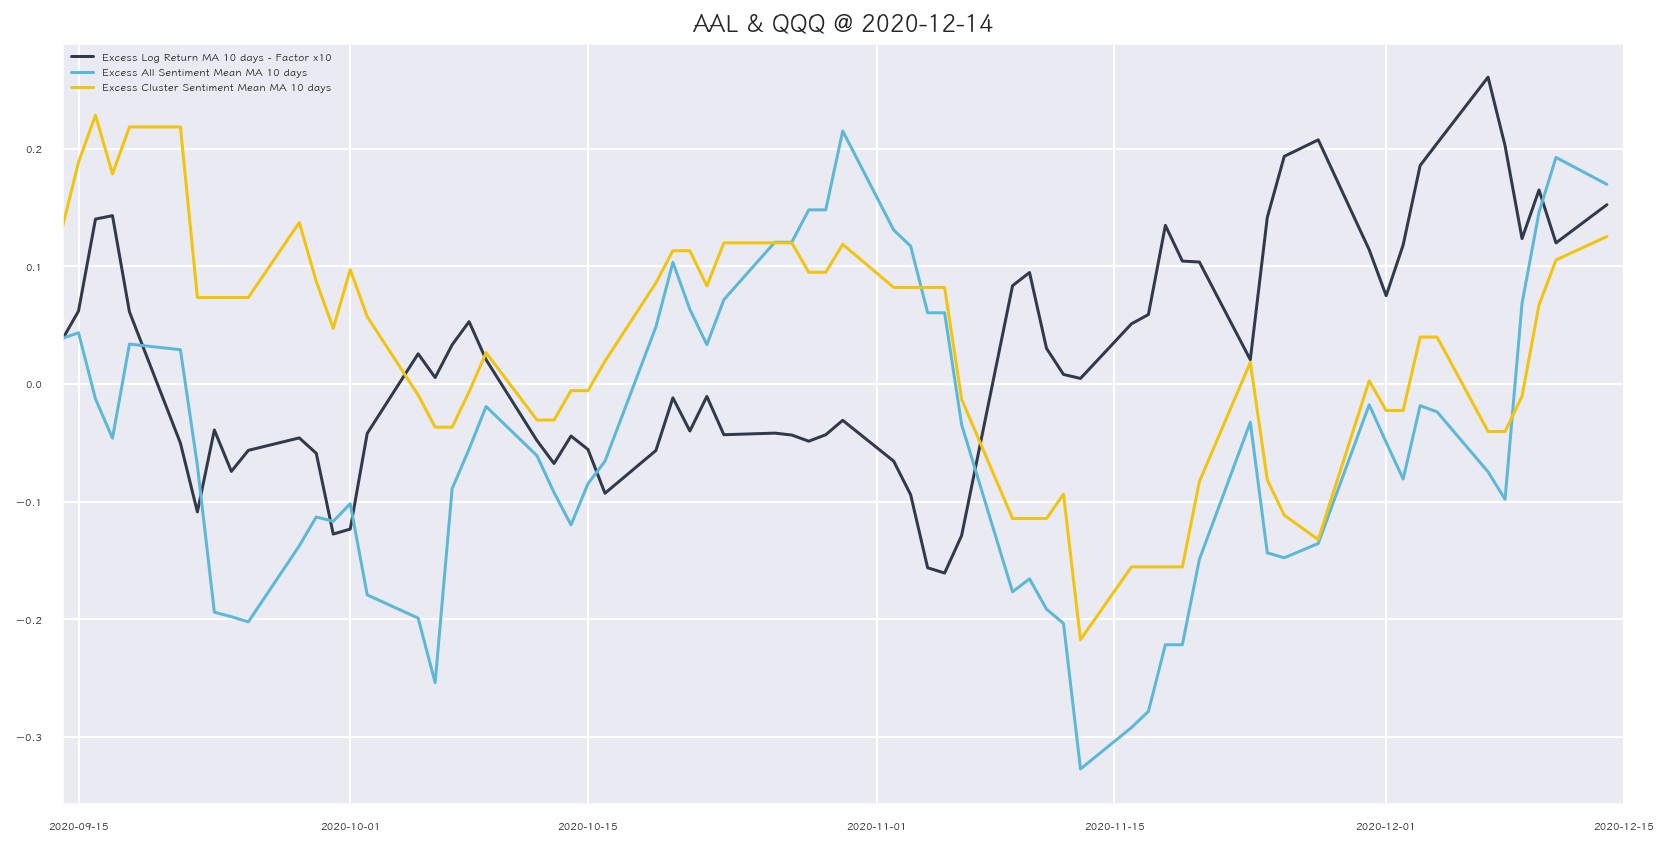 AAL & QQQ @ 2020-12-14
Excess Log Return MA 10 days - Factor x10
Excess All Sentiment Mean MA 10 days
Excess Cluster Sentiment Mean MA 10 days
0.2
0.1
0.0
−0.1
−0.2
−0.3
2020-09-15 2020-10-01 2020-10-15 2020-11-01 2020-11-15 2020-12-01 2020-12-15